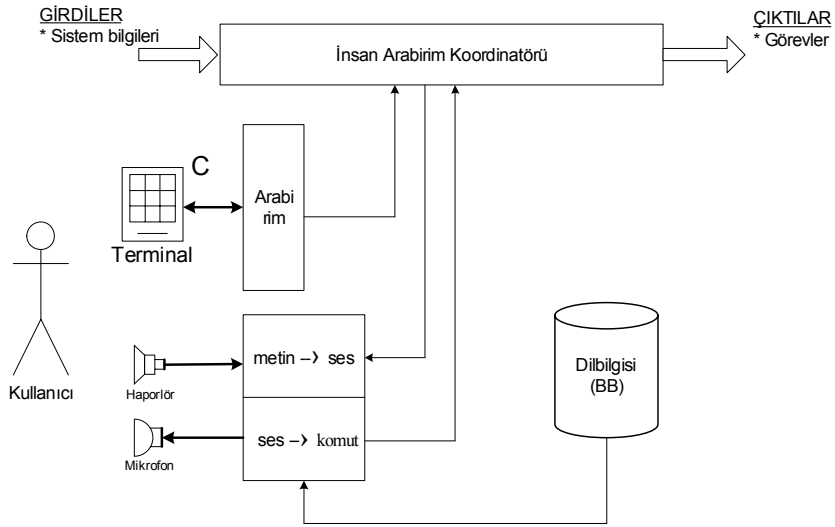 GİRDİLER
* Sistem bilgileri
İnsan Arabirim Koordinatörü
ÇIKTILAR
* Görevler
C
Terminal
Arabi
rim
Kullanıcı
Haporlör
metin --> ses
Mikrofon
ses --> komut
Dilbilgisi
(BB)